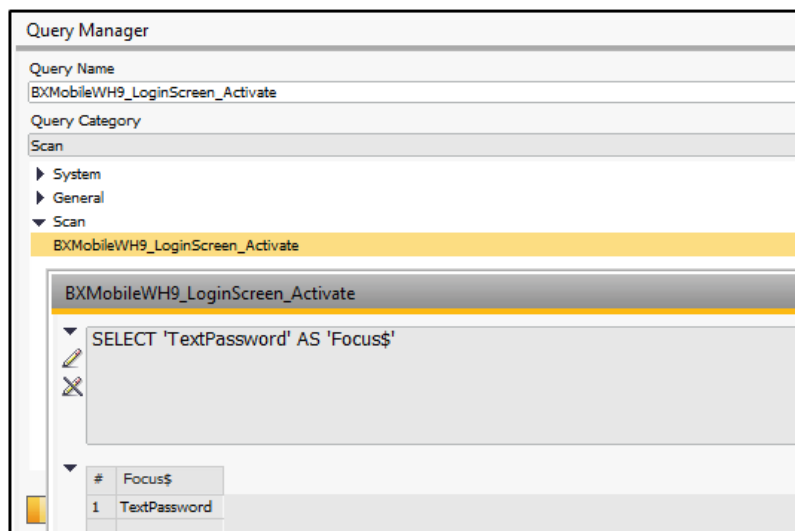 Query Manager
Query Name
BXMobileWH9_LoginScreen_Activate
Query Category
Scan
System
General
Scan
BXMobileWH9_LoginScreen_Activate
BXMobileWH9_LoginScreen_Activate
SELECT 'TextPassword' AS 'Focus$'
# Focus$
1 TextPassword